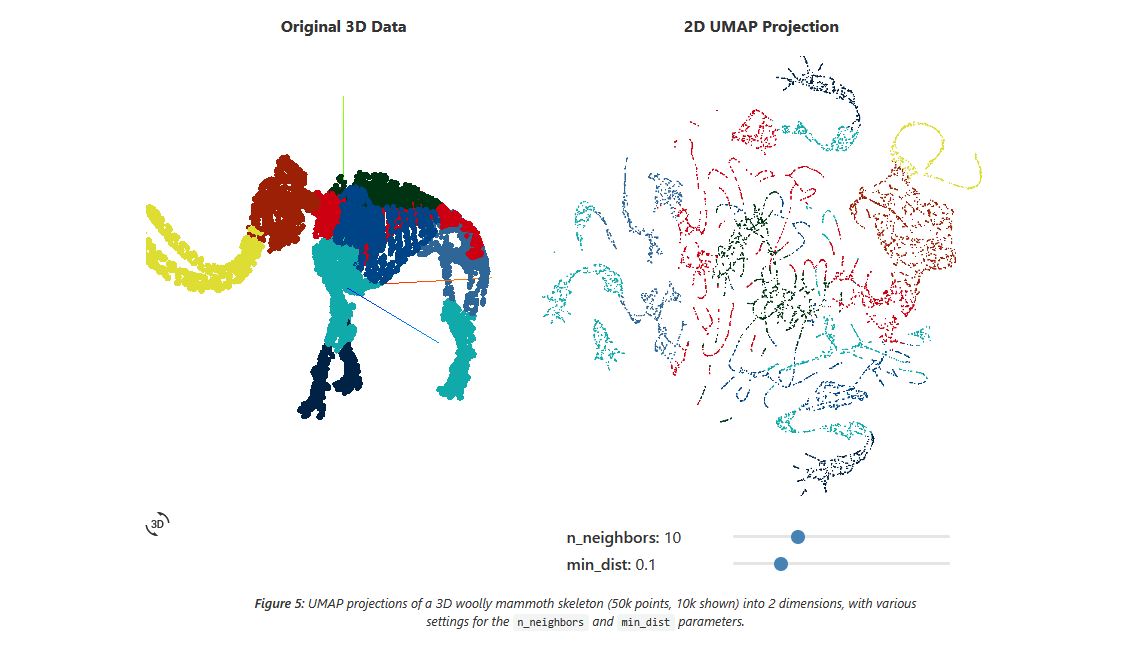 Original 3D Data
2D UMAP Projection
3D
n_neighbors: 10
min_dist: 0.1
Figure 5: UMAP projections of a 3D woolly mammoth skeleton (50k points, 10k shown) into 2 dimensions, with various
settings for the n_neighbors and min_dist parameters.